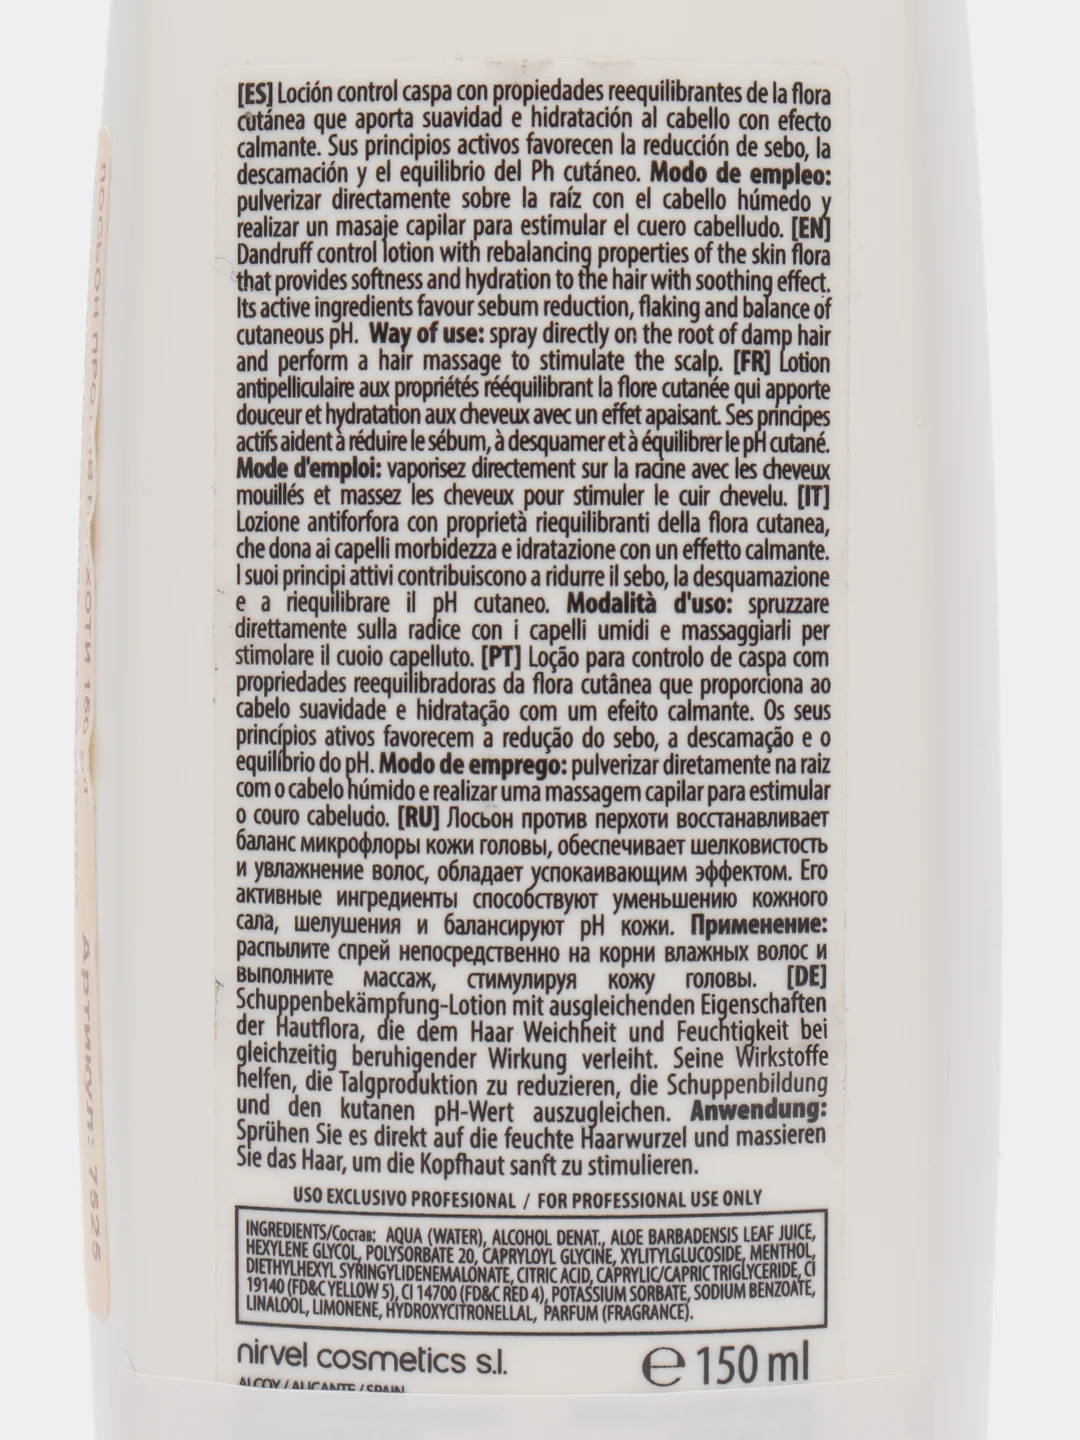 [ES] Loción control caspa con propiedades reequilibrantes de la flora
cutánea que aporta suavidad e hidratación al cabello con efecto
calmante. Sus principios activos favorecen la reducción de sebo, la
descamación y el equilibrio del Ph cutáneo. Modo de empleo:
pulverizar directamente sobre la raíz con el cabello húmedo y
realizar un masaje capilar para estimular el cuero cabelludo. [EN]
Dandruff control lotion with rebalancing properties of the skin flora
that provides softness and hydration to the hair with soothing effect.
Its active ingredients favour sebum reduction, flaking and balance of
cutaneous pH. Way of use: spray directly on the root of damp hair
and perform a hair massage to stimulate the scalp. [FR] Lotion
antipelliculaire aux propriétés rééquilibrant la flore cutanée qui apporte
douceur et hydratation aux cheveux avec un effet apaisant. Ses principes
actifs aident à réduire le sébum, à desquamer et à équilibrer le pH cutané.
Mode d'emploi: vaporisez directement sur la racine avec les cheveux
mouillés et massez les cheveux pour stimuler le cuir chevelu. [IT]
Lozione antiforfora con proprietà riequilibranti della flora cutanea,
che dona ai capelli morbidezza e idratazione con un effetto calmante.
I suoi principi attivi contribuiscono a ridurre il sebo, la desquamazione
e a riequilibrare il pH cutaneo. Modalità d'uso: spruzzare
direttamente sulla radice con i capelli umidi e massaggiarli per
stimolare il cuoio capelluto. [PT] Loção para controlo de caspa com
propriedades reequilibradoras da flora cutânea que proporciona ao
cabelo suavidade e hidratação com um efeito calmante. Os seus
princípios ativos favorecem a redução do sebo, a descamação e o
equilíbrio do pH. Modo de emprego: pulverizar diretamente na raiz
com o cabelo húmido e realizar uma massagem capilar para estimular
o couro cabeludo. [RU] Лосьон против перхоти восстанавливает
баланс микрофлоры кожи головы, обеспечивает шелковистость
и увлажнение волос, обладает успокаивающим эффектом. Его
активные ингредиенты способствуют уменьшению кожного
сала, шелушения и балансируют pH кожи. Применение:
распылите спрей непосредственно на корни влажных волос и
выполните массаж, стимулируя кожу головы. [DE]
Schuppenbekämpfung-Lotion mit ausgleichenden Eigenschaften
der Hautflora, die dem Haar Weichheit und Feuchtigkeit bei
gleichzeitig beruhigender Wirkung verleiht. Seine Wirkstoffe
helfen, die Talgproduktion zu reduzieren, die Schuppenbildung
und den kutanen pH-Wert auszugleichen. Anwendung:
Sprühen Sie es direkt auf die feuchte Haarwurzel und massieren
Sie das Haar, um die Kopfhaut sanft zu stimulieren.
USO EXCLUSIVO PROFESIONAL / FOR PROFESSIONAL USE ONLY
INGREDIENTS/Состав: AQUA (WATER), ALCOHOL DENAT., ALOE BARBADENSIS LEAF JUICE,
HEXYLENE GLYCOL, POLYSORBATE 20, CAPRYLOYL GLYCINE, XYLITYLGLUCOSIDE, MENTHOL,
DIETHYLHEXYL SYRINGYLIDENEMALONATE, CITRIC ACID, CAPRYLIC/CAPRIC TRIGLYCERIDE, CI
19140 (FD&C YELLOW 5), CI 14700 (FD&C RED 4), POTASSIUM SORBATE, SODIUM BENZOATE,
LINALOOL, LIMONENE, HYDROXYCITRONELLAL, PARFUM (FRAGRANCE).
nirvel cosmetics s.l.
ALCOY / ALICANTE / SPAIN
℮ 150 ml
Артикул: 7825